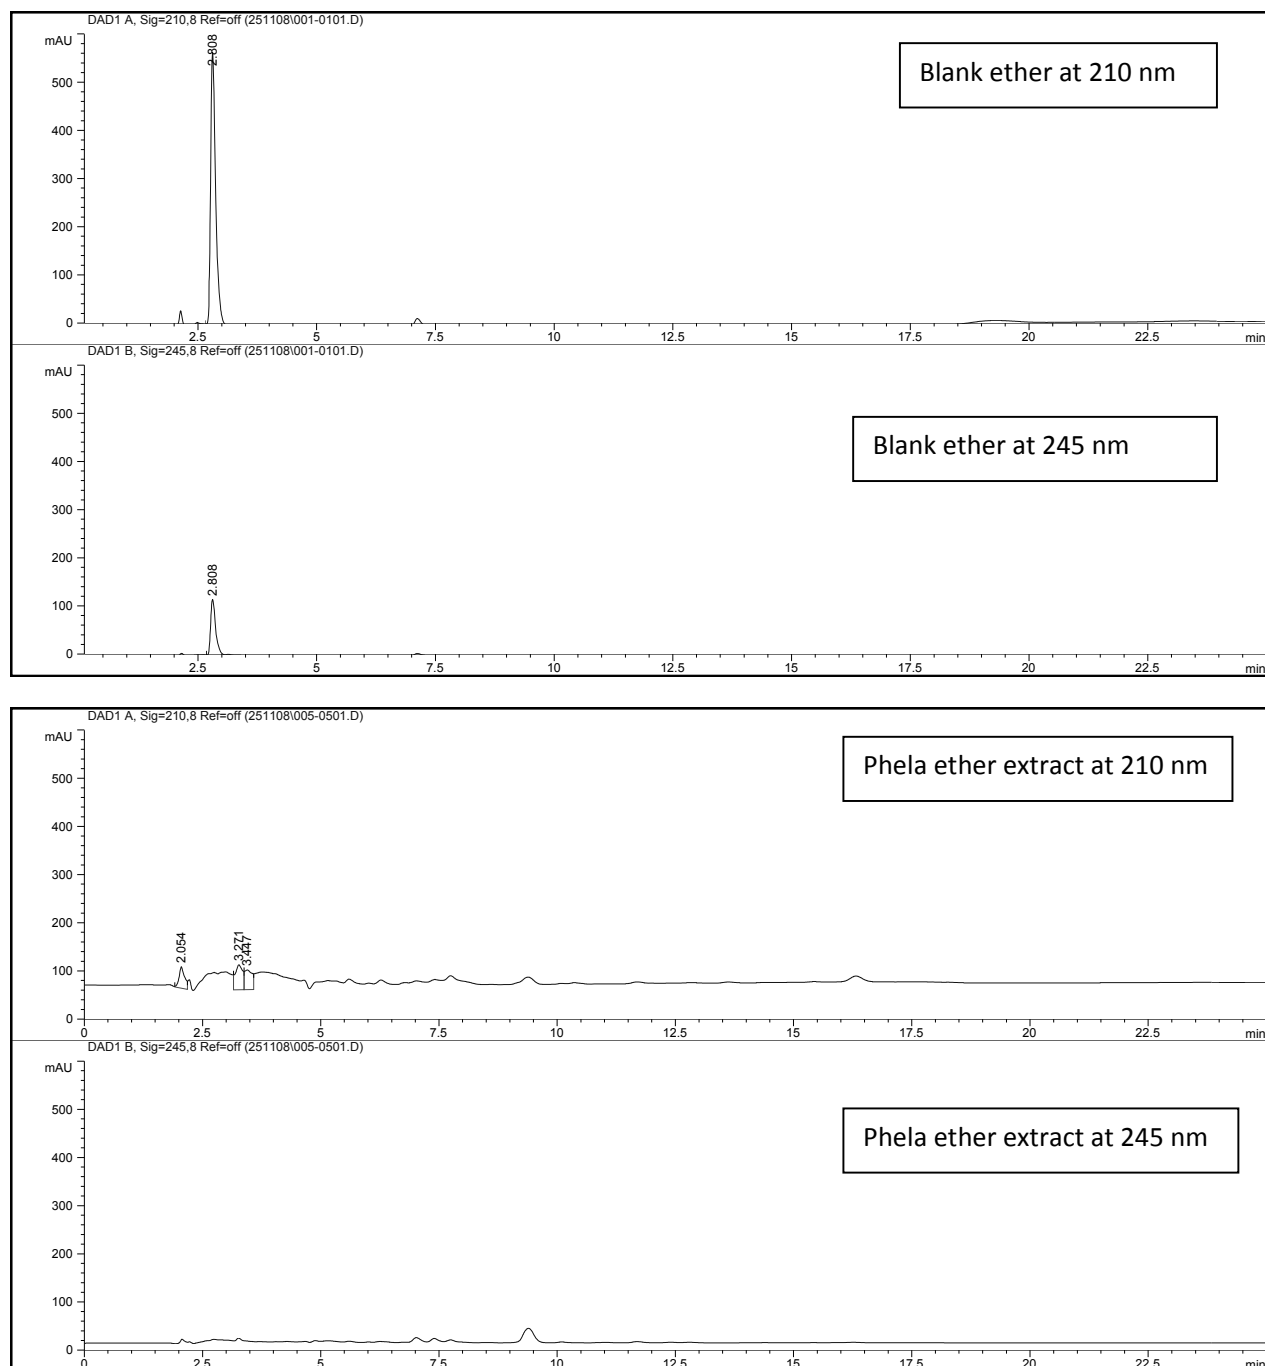 DAD1 A, Sig=210,8 Ref=off (251108\001-0101.D)
mAU
Blank ether at 210 nm
2.808
500
400
300
200
100
0
2.5 5 7.5 10 12.5 15 17.5 20 22.5 min
DAD1 B, Sig=245,8 Ref=off (251108\001-0101.D)
mAU
Blank ether at 245 nm
500
400
300
200
2.808
100
0
2.5 5 7.5 10 12.5 15 17.5 20 22.5 min
DAD1 A, Sig=210,8 Ref=off (251108\005-0501.D)
mAU
Phela ether extract at 210 nm
500
400
300
200
2.054 3.271 3.447
100
0
0 2.5 5 7.5 10 12.5 15 17.5 20 22.5 min
DAD1 B, Sig=245,8 Ref=off (251108\005-0501.D)
mAU
Phela ether extract at 245 nm
500
400
300
200
100
0
0 2.5 5 7.5 10 12.5 15 17.5 20 22.5 min